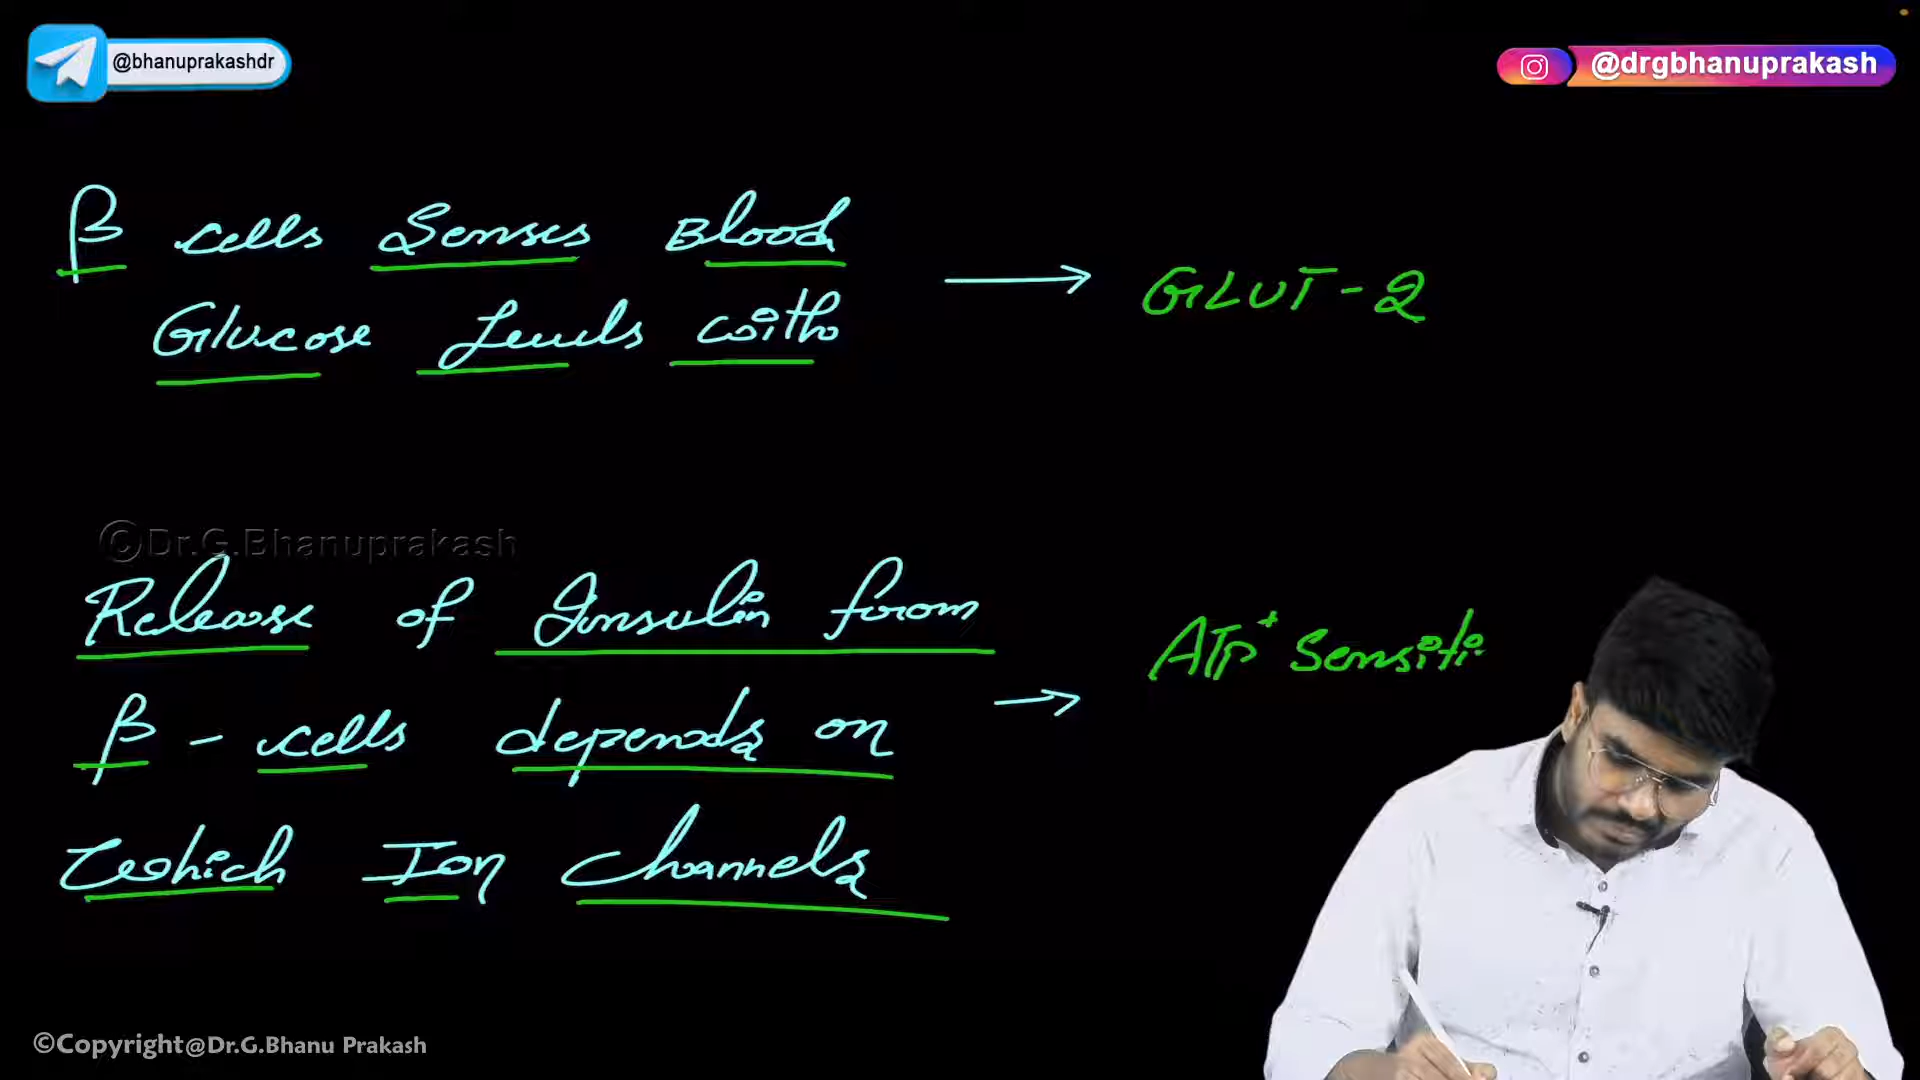 @bhanuprakashdr
@drgbhanuprakash
β cells Senses Blood
Glucose Levels with
GLUT-2
©Dr.G.Bhanuprakash
Release of Insulin from
β-cells depends on
which Ion Channels
ATP+ Sensiti
©Copyright@Dr.G.Bhanu Prakash